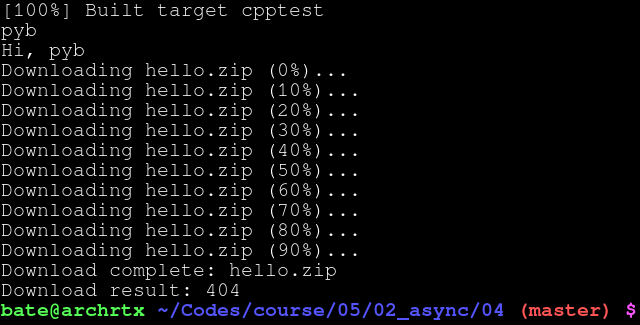 [100%] Built target cpptest
pyb
Hi, pyb
Downloading hello.zip (0%)...
Downloading hello.zip (10%)...
Downloading hello.zip (20%)...
Downloading hello.zip (30%)...
Downloading hello.zip (40%)...
Downloading hello.zip (50%)...
Downloading hello.zip (60%)...
Downloading hello.zip (70%)...
Downloading hello.zip (80%)...
Downloading hello.zip (90%)...
Download complete: hello.zip
Download result: 404
bate@archrtx ~/Codes/course/05/02_async/04 (master) $